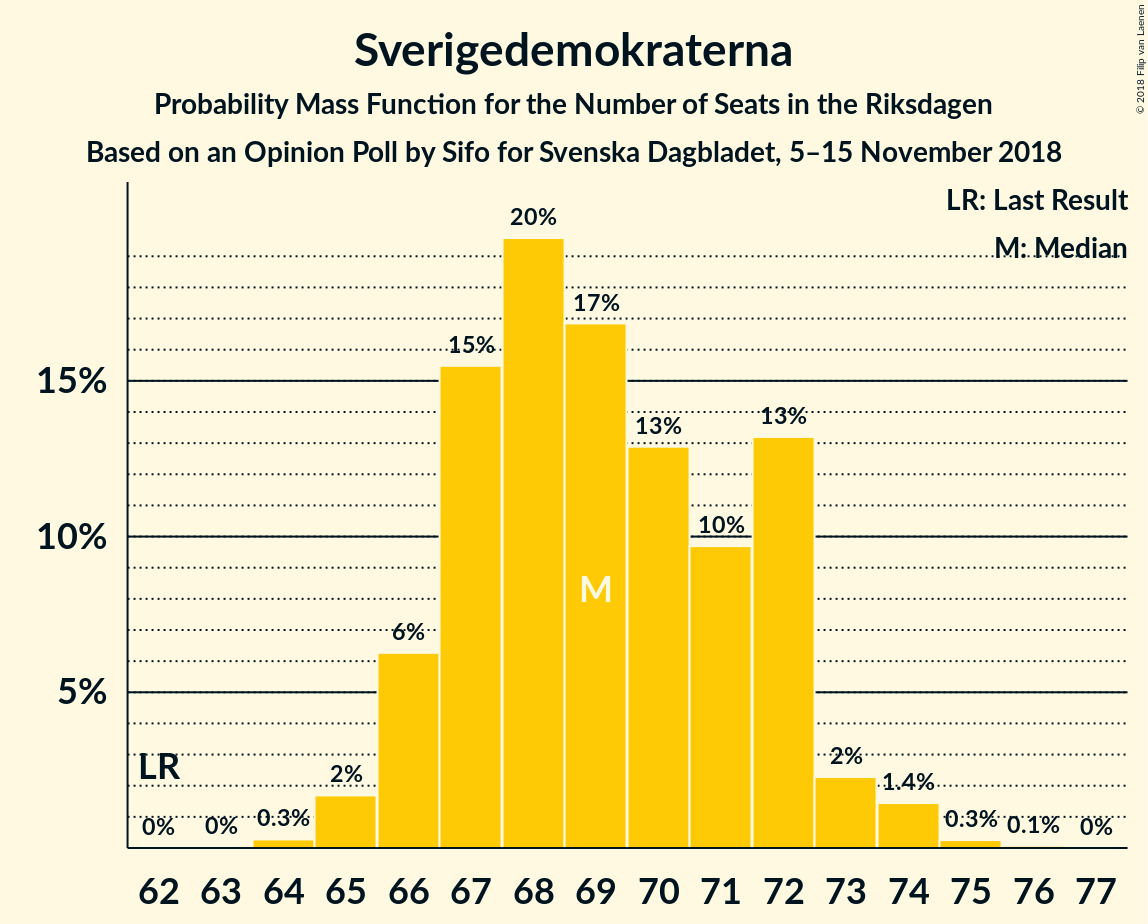 Sverigedemokraterna
Probability Mass Function for the Number of Seats in the Riksdagen
Based on an Opinion Poll by Sifo for Svenska Dagbladet, 5–15 November 2018
© 2018 Filip van Laenen
LR: Last Result
M: Median
15%
10%
5%
LR
0%
0%
0.3%
2%
6%
15%
20%
17%
13%
10%
13%
2%
1.4%
0.3%
0.1%
0%
M
62 63 64 65 66 67 68 69 70 71 72 73 74 75 76 77